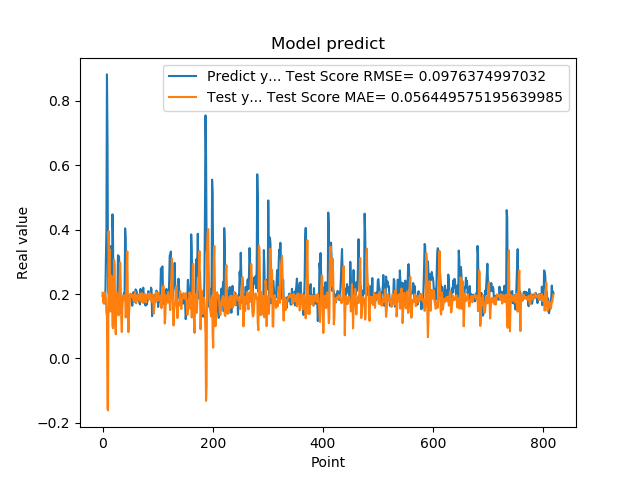 Model predict
Predict y... Test Score RMSE= 0.0976374997032
Test y... Test Score MAE= 0.056449575195639985
Real value
0.8
0.6
0.4
0.2
0.0
−0.2
0 200 400 600 800
Point